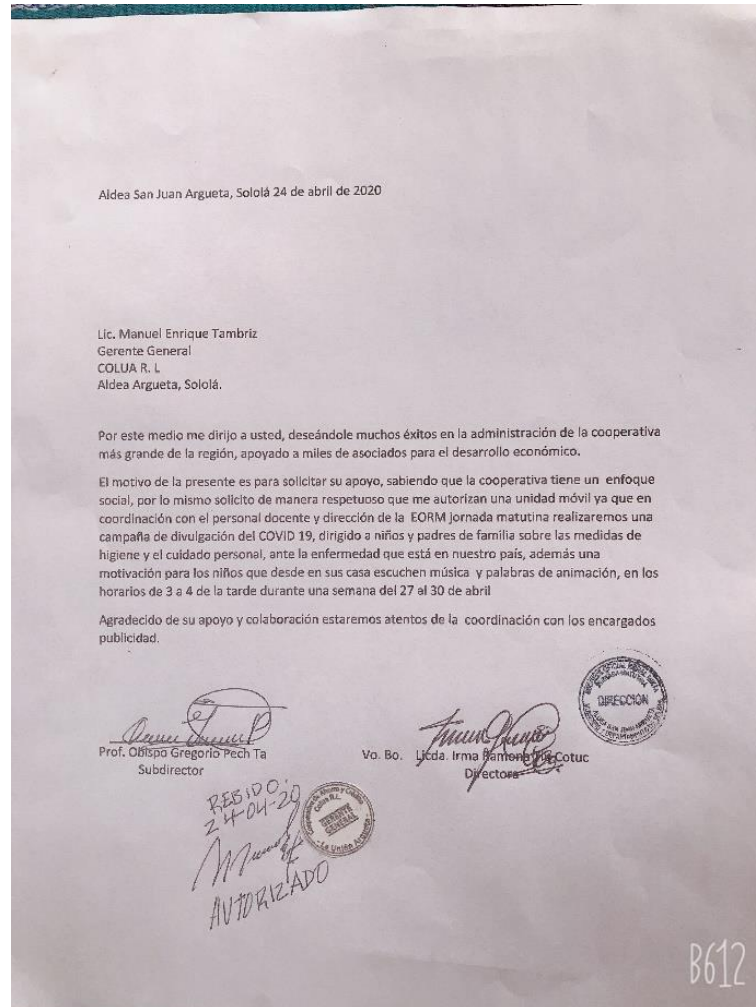 Aldea San Juan Argueta, Sololá 24 de abril de 2020
Lic. Manuel Enrique Tambriz
Gerente General
COLUA R. L
Aldea Argueta, Sololá.
Por este medio me dirijo a usted, deseándole muchos éxitos en la administración de la cooperativa
más grande de la región, apoyado a miles de asociados para el desarrollo económico.
El motivo de la presente es para solicitar su apoyo, sabiendo que la cooperativa tiene un enfoque
social, por lo mismo solicito de manera respetuoso que me autorizan una unidad móvil ya que en
coordinación con el personal docente y dirección de la EORM jornada matutina realizaremos una
campaña de divulgación del COVID 19, dirigido a niños y padres de familia sobre las medidas de
higiene y el cuidado personal, ante la enfermedad que está en nuestro país, además una
motivación para los niños que desde en sus casa escuchen música y palabras de animación, en los
horarios de 3 a 4 de la tarde durante una semana del 27 al 30 de abril
Agradecido de su apoyo y colaboración estaremos atentos de la coordinación con los encargados
publicidad.
DIRECCION
Prof. Obispo Gregorio Pech Ta
Subdirector
Vo. Bo. Licda. Irma Ramona Cotuc
Directora
REBIDO.
24-04-20
Colua R.L.
GERENTE
GENERAL
AUTORIZADO
B612